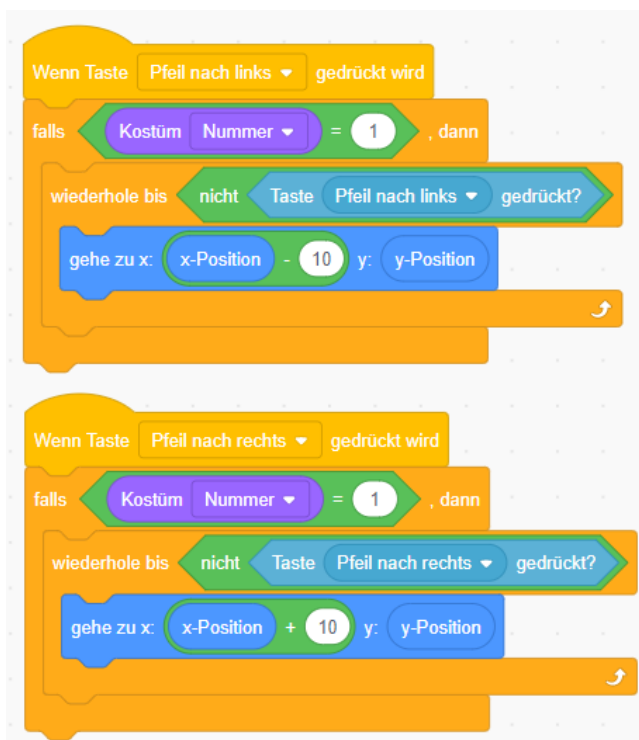 Wenn Taste Pfeil nach links gedrückt wird
falls Kostüm Nummer = 1 , dann
wiederhole bis nicht Taste Pfeil nach links gedrückt?
gehe zu x: x-Position - 10 y: y-Position
Wenn Taste Pfeil nach rechts gedrückt wird
falls Kostüm Nummer = 1 , dann
wiederhole bis nicht Taste Pfeil nach rechts gedrückt?
gehe zu x: x-Position + 10 y: y-Position